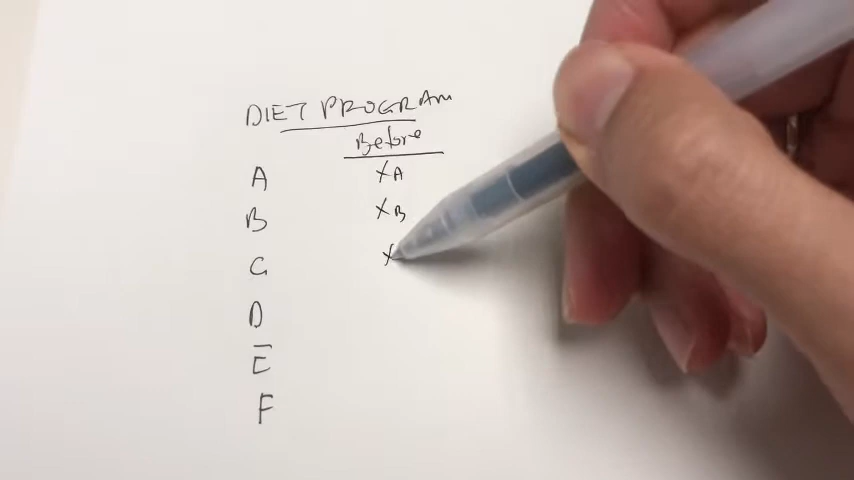 DIET PROGRAM
Before
A XA
B XB
C X
D
E
F